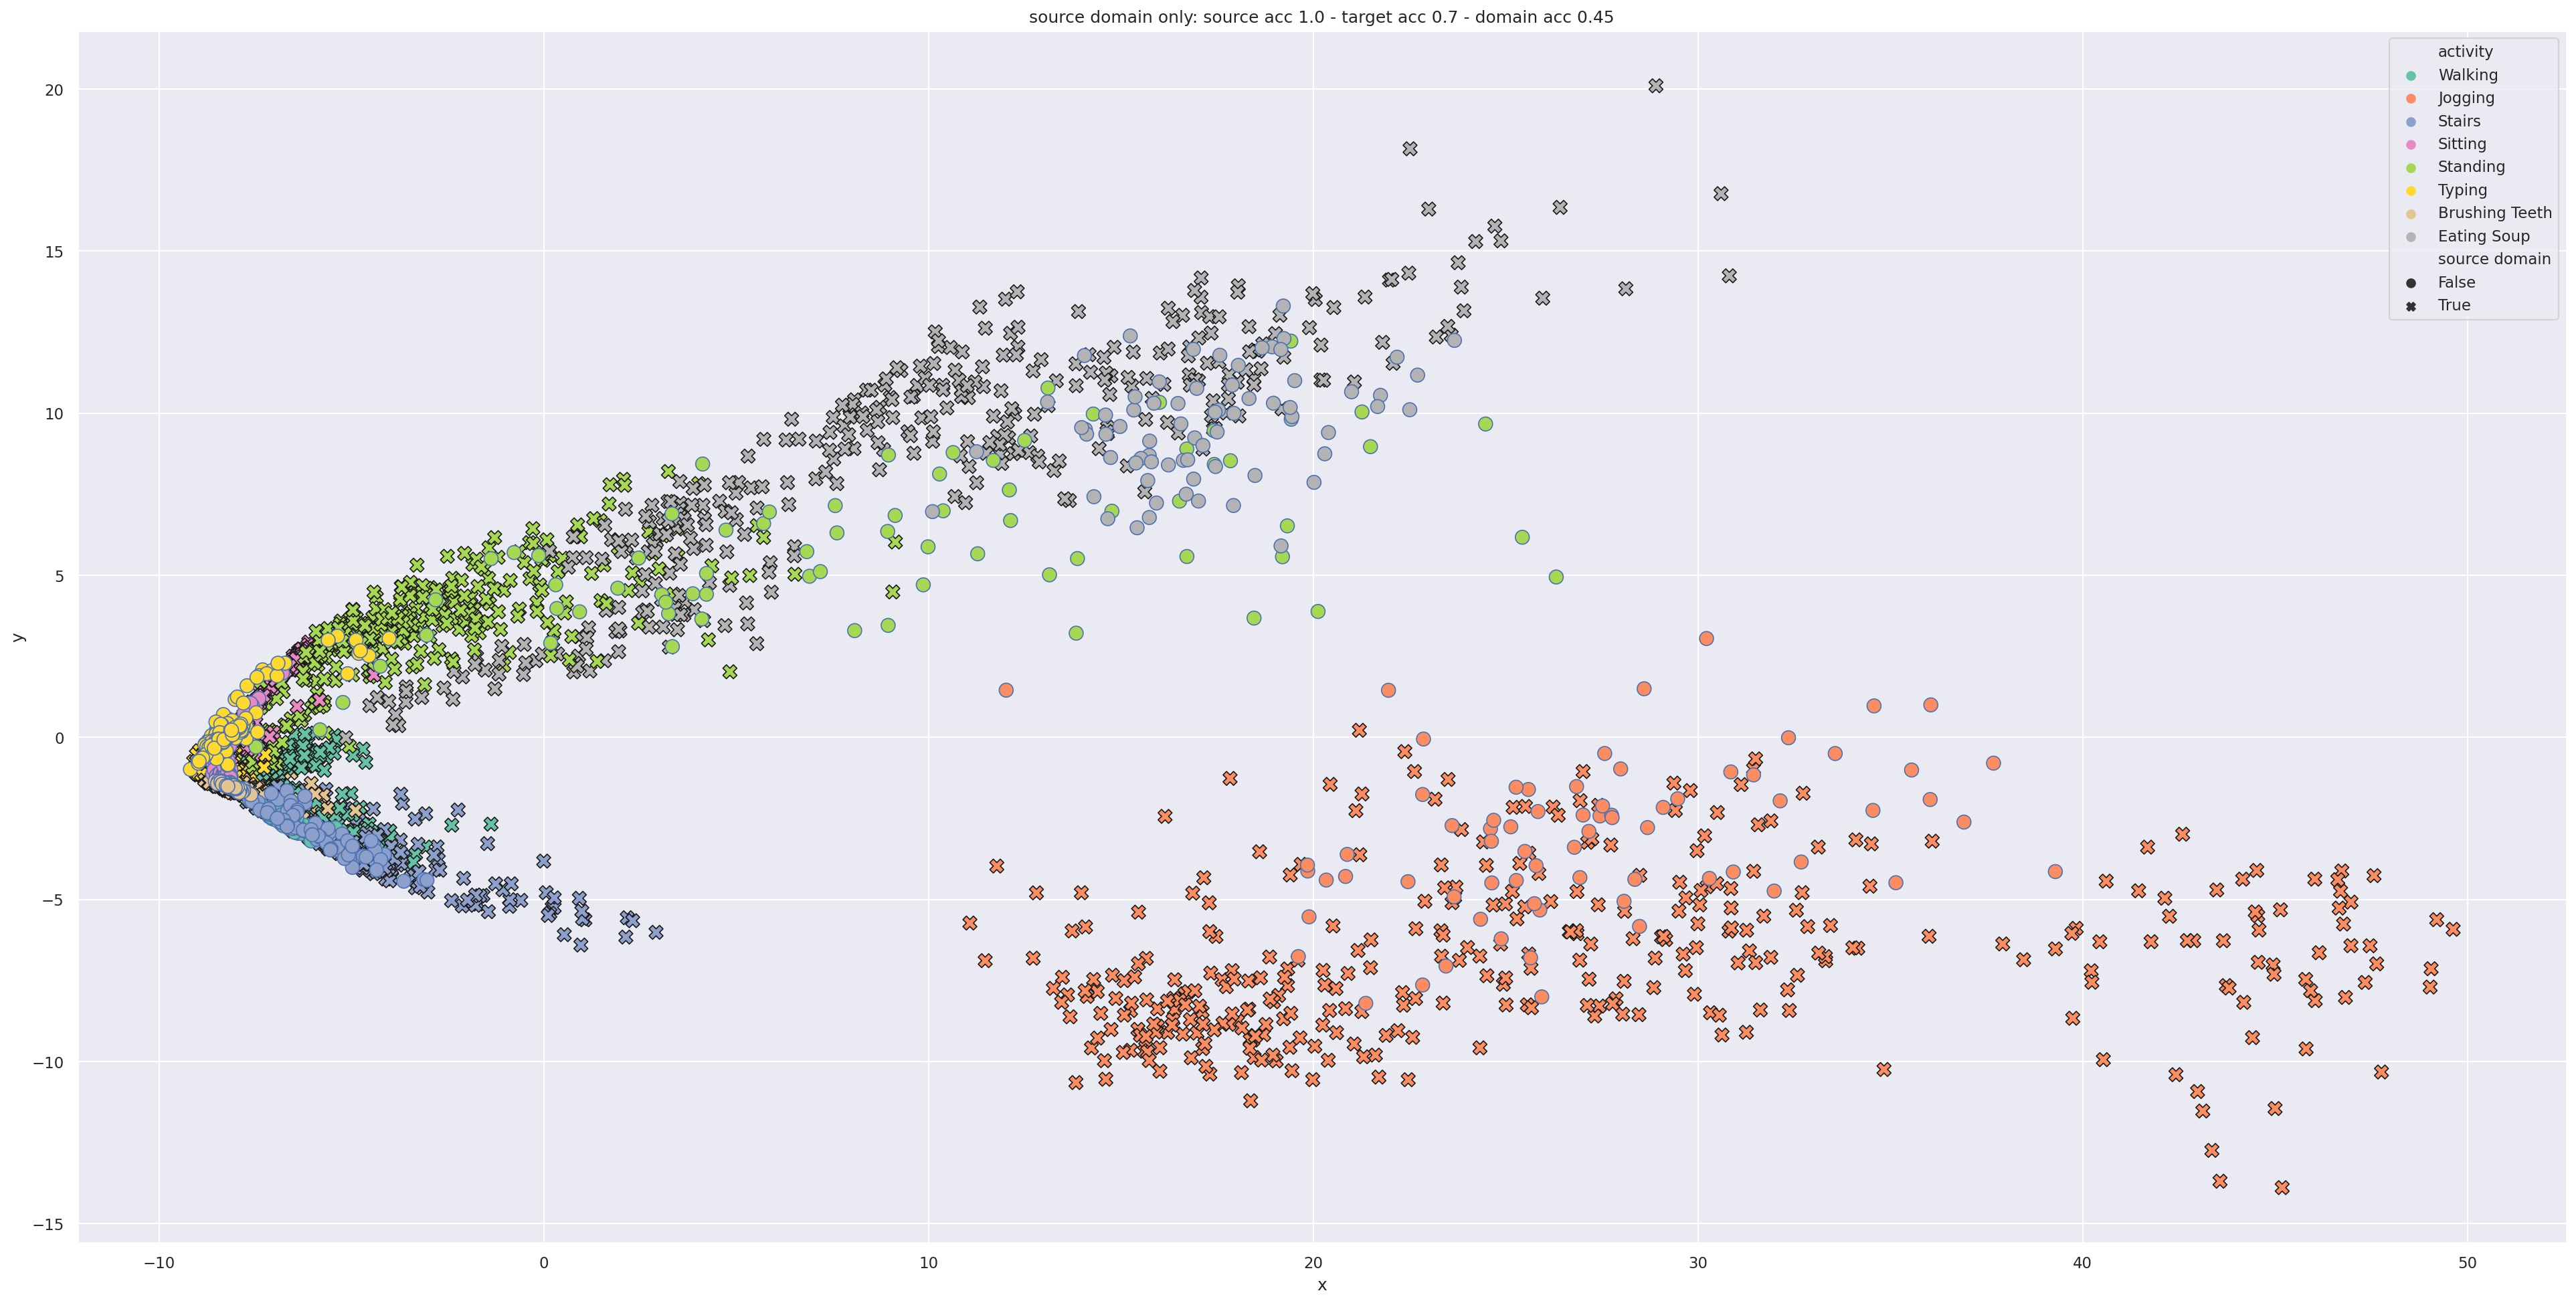 source domain only: source acc 1.0 - target acc 0.7 - domain acc 0.45
activity
Walking
Jogging
Stairs
Sitting
Standing
Typing
Brushing Teeth
Eating Soup
source domain
False
True
20
15
10
5
0
−5
−10
−15
y
−10 0 10 20 30 40 50
x